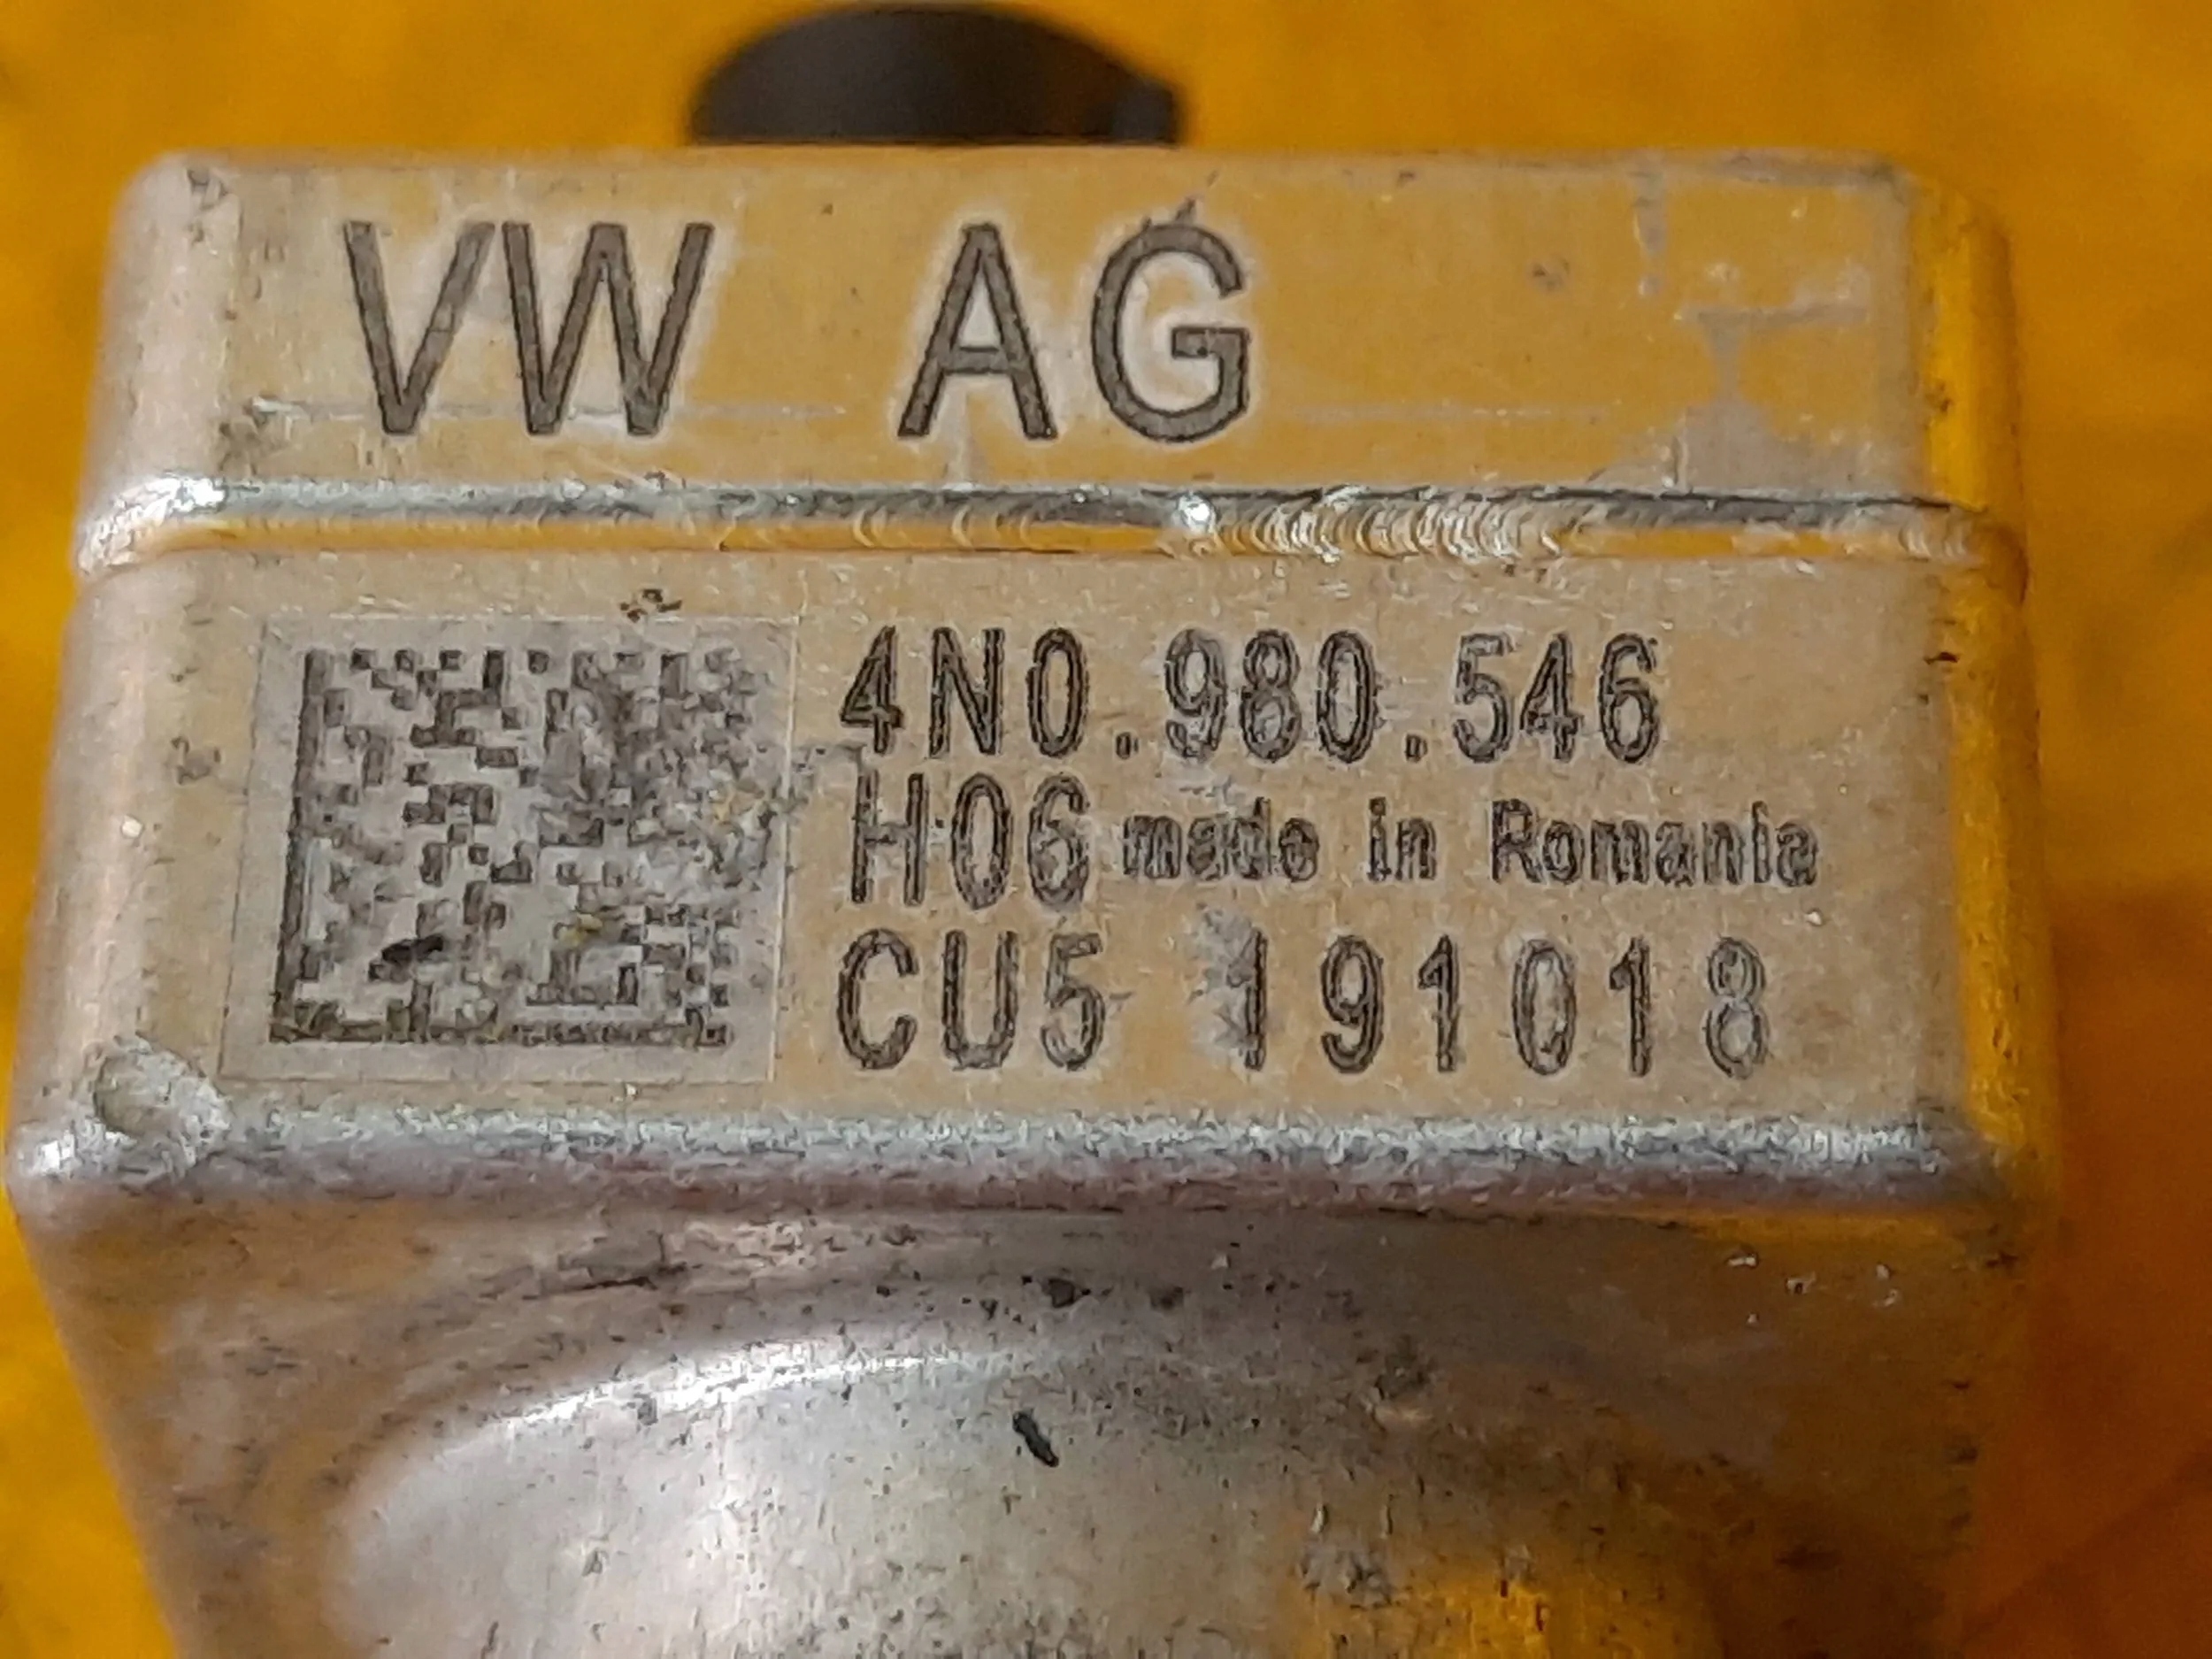 VW AG
4N0.980.546
H06 made in Romania
CU5 191018